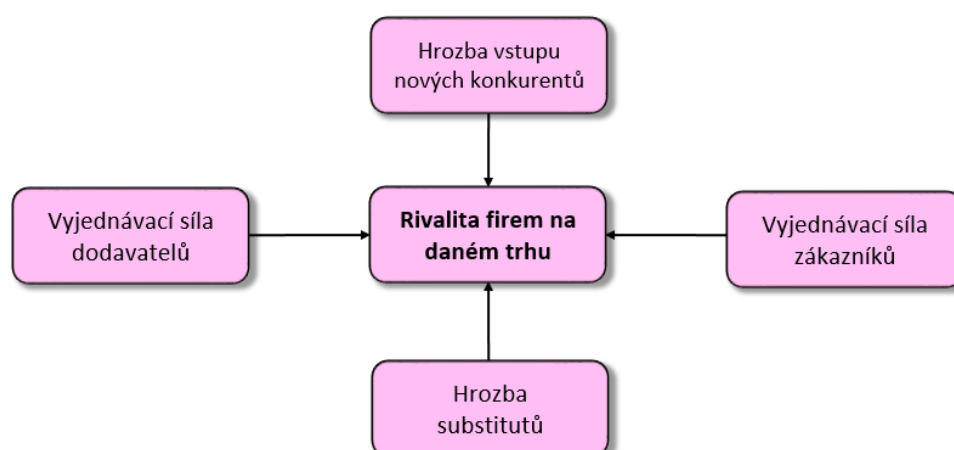 Hrozba vstupu
nových konkurentů
Vyjednávací síla
dodavatelů
Rivalita firem na
daném trhu
Vyjednávací síla
zákazníků
Hrozba
substitutů